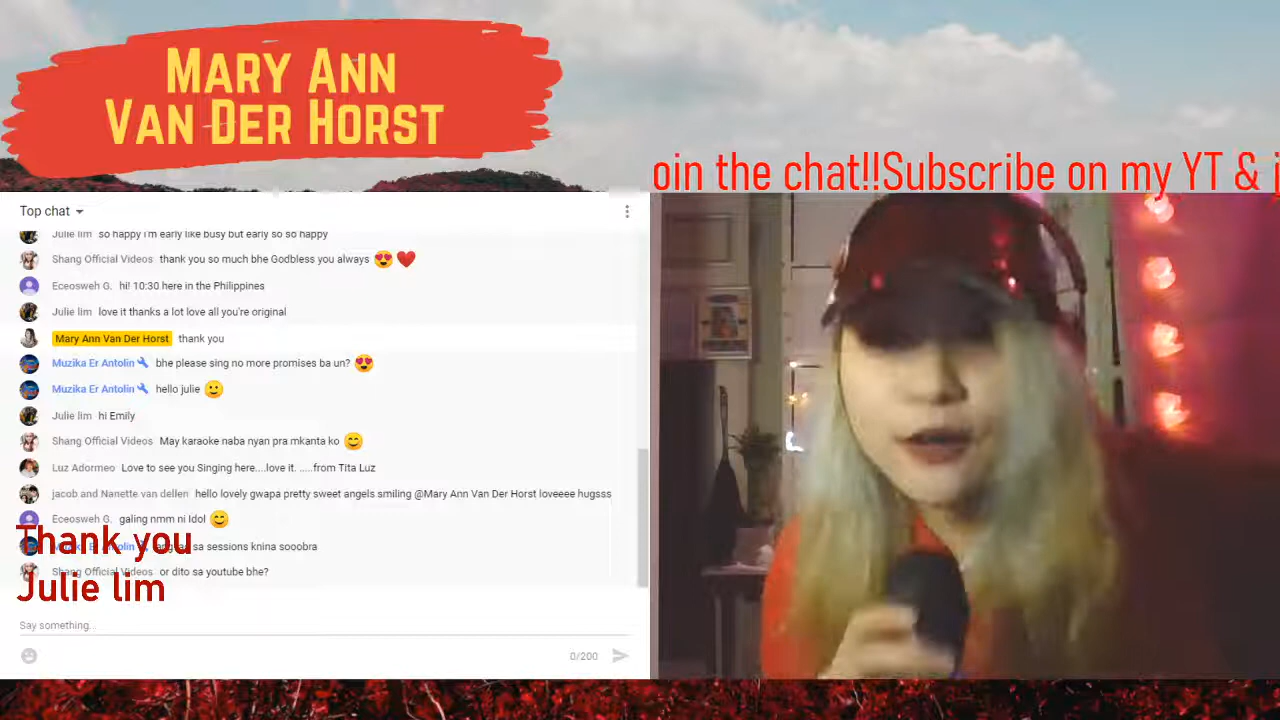 Mary Ann
Van Der Horst
oin the chat!!Subscribe on my YT & j
Top chat
Julie lim so happy i'm early like busy but early so so happy
Shang Official Videos thank you so much bhe Godbless you always 😍 ❤️
Eceosweh G. hi! 10:30 here in the Philippines
Julie lim love it thanks a lot love all you're original
Mary Ann Van Der Horst thank you
Muzika Er Antolin bhe please sing no more promises ba un? 😍
Muzika Er Antolin hello julie 🙂
Julie lim hi Emily
Shang Official Videos May karaoke naba nyan pra mkanta ko 😊
Luz Adormeo Love to see you Singing here....love it. .....from Tita Luz
jacob and Nanette van dellen hello lovely gwapa pretty sweet angels smiling @Mary Ann Van Der Horst loveeee hugsss
Eceosweh G. galing nmm ni Idol 😊
Thank you
Antolin sa sessions knina sooobra
Shang Official Videos or dito sa youtube bhe?
Julie lim
Say something...
0/200